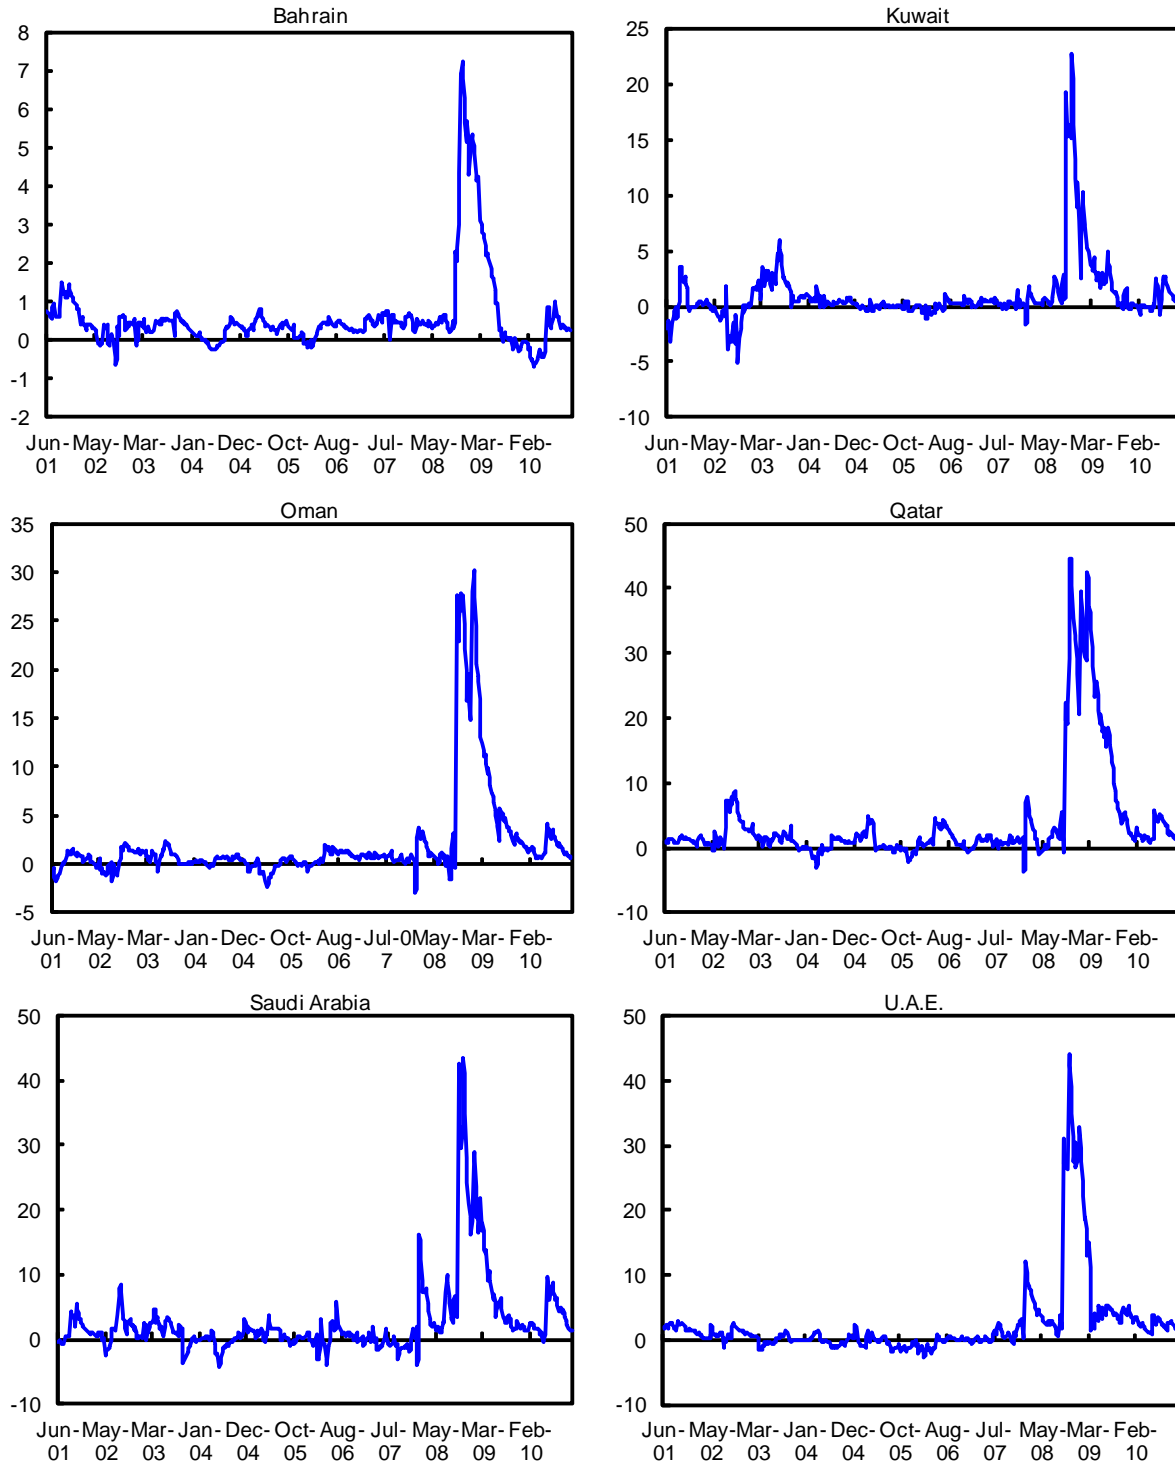 Bahrain
8
7
6
5
4
3
2
1
0
-1
-2
Jun- May- Mar- Jan- Dec- Oct- Aug- Jul- May- Mar- Feb-
01 02 03 04 04 05 06 07 08 09 10
Kuwait
25
20
15
10
5
0
-5
-10
Jun- May- Mar- Jan- Dec- Oct- Aug- Jul- May- Mar- Feb-
01 02 03 04 04 05 06 07 08 09 10
Oman
35
30
25
20
15
10
5
0
-5
Jun- May- Mar- Jan- Dec- Oct- Aug- Jul-0May- Mar- Feb-
01 02 03 04 04 05 06 7 08 09 10
Qatar
50
40
30
20
10
0
-10
Jun- May- Mar- Jan- Dec- Oct- Aug- Jul- May-Mar- Feb-
01 02 03 04 04 05 06 07 08 09 10
Saudi Arabia
50
40
30
20
10
0
-10
Jun- May- Mar- Jan- Dec- Oct- Aug- Jul- May- Mar- Feb-
01 02 03 04 04 05 06 07 08 09 10
U.A.E.
50
40
30
20
10
0
-10
Jun- May- Mar- Jan- Dec- Oct- Aug- Jul- May-Mar- Feb-
01 02 03 04 04 05 06 07 08 09 10